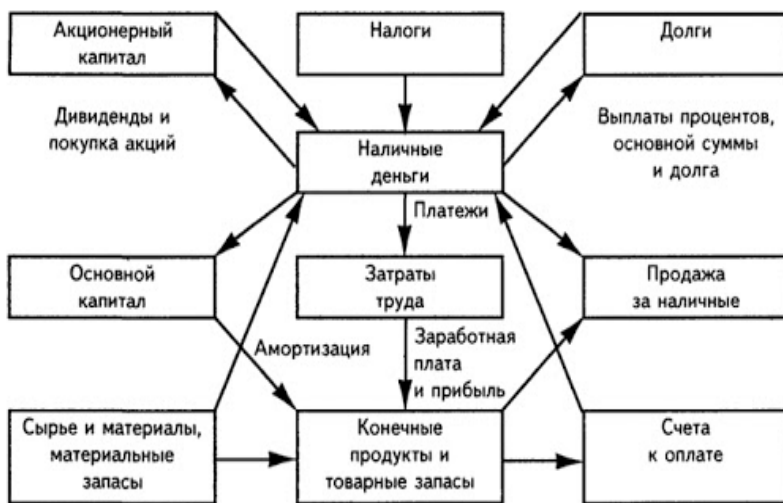 Акционерный
капитал
Налоги
Долги
Дивиденды и
покупка акций
Выплаты процентов,
основной суммы
и долга
Наличные
деньги
Платежи
Основной
капитал
Затраты
труда
Продажа
за наличные
Амортизация
Заработная
плата
и прибыль
Сырье и материалы,
материальные
запасы
Конечные
продукты и
товарные запасы
Счета
к оплате